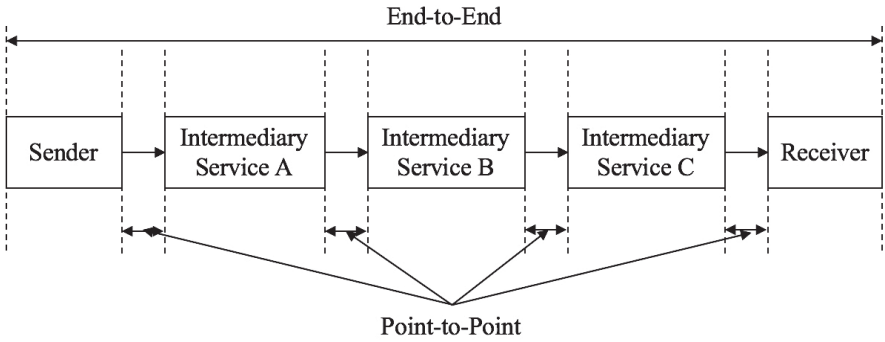 End-to-End
Sender
Intermediary
Service A
Intermediary
Service B
Intermediary
Service C
Receiver
Point-to-Point